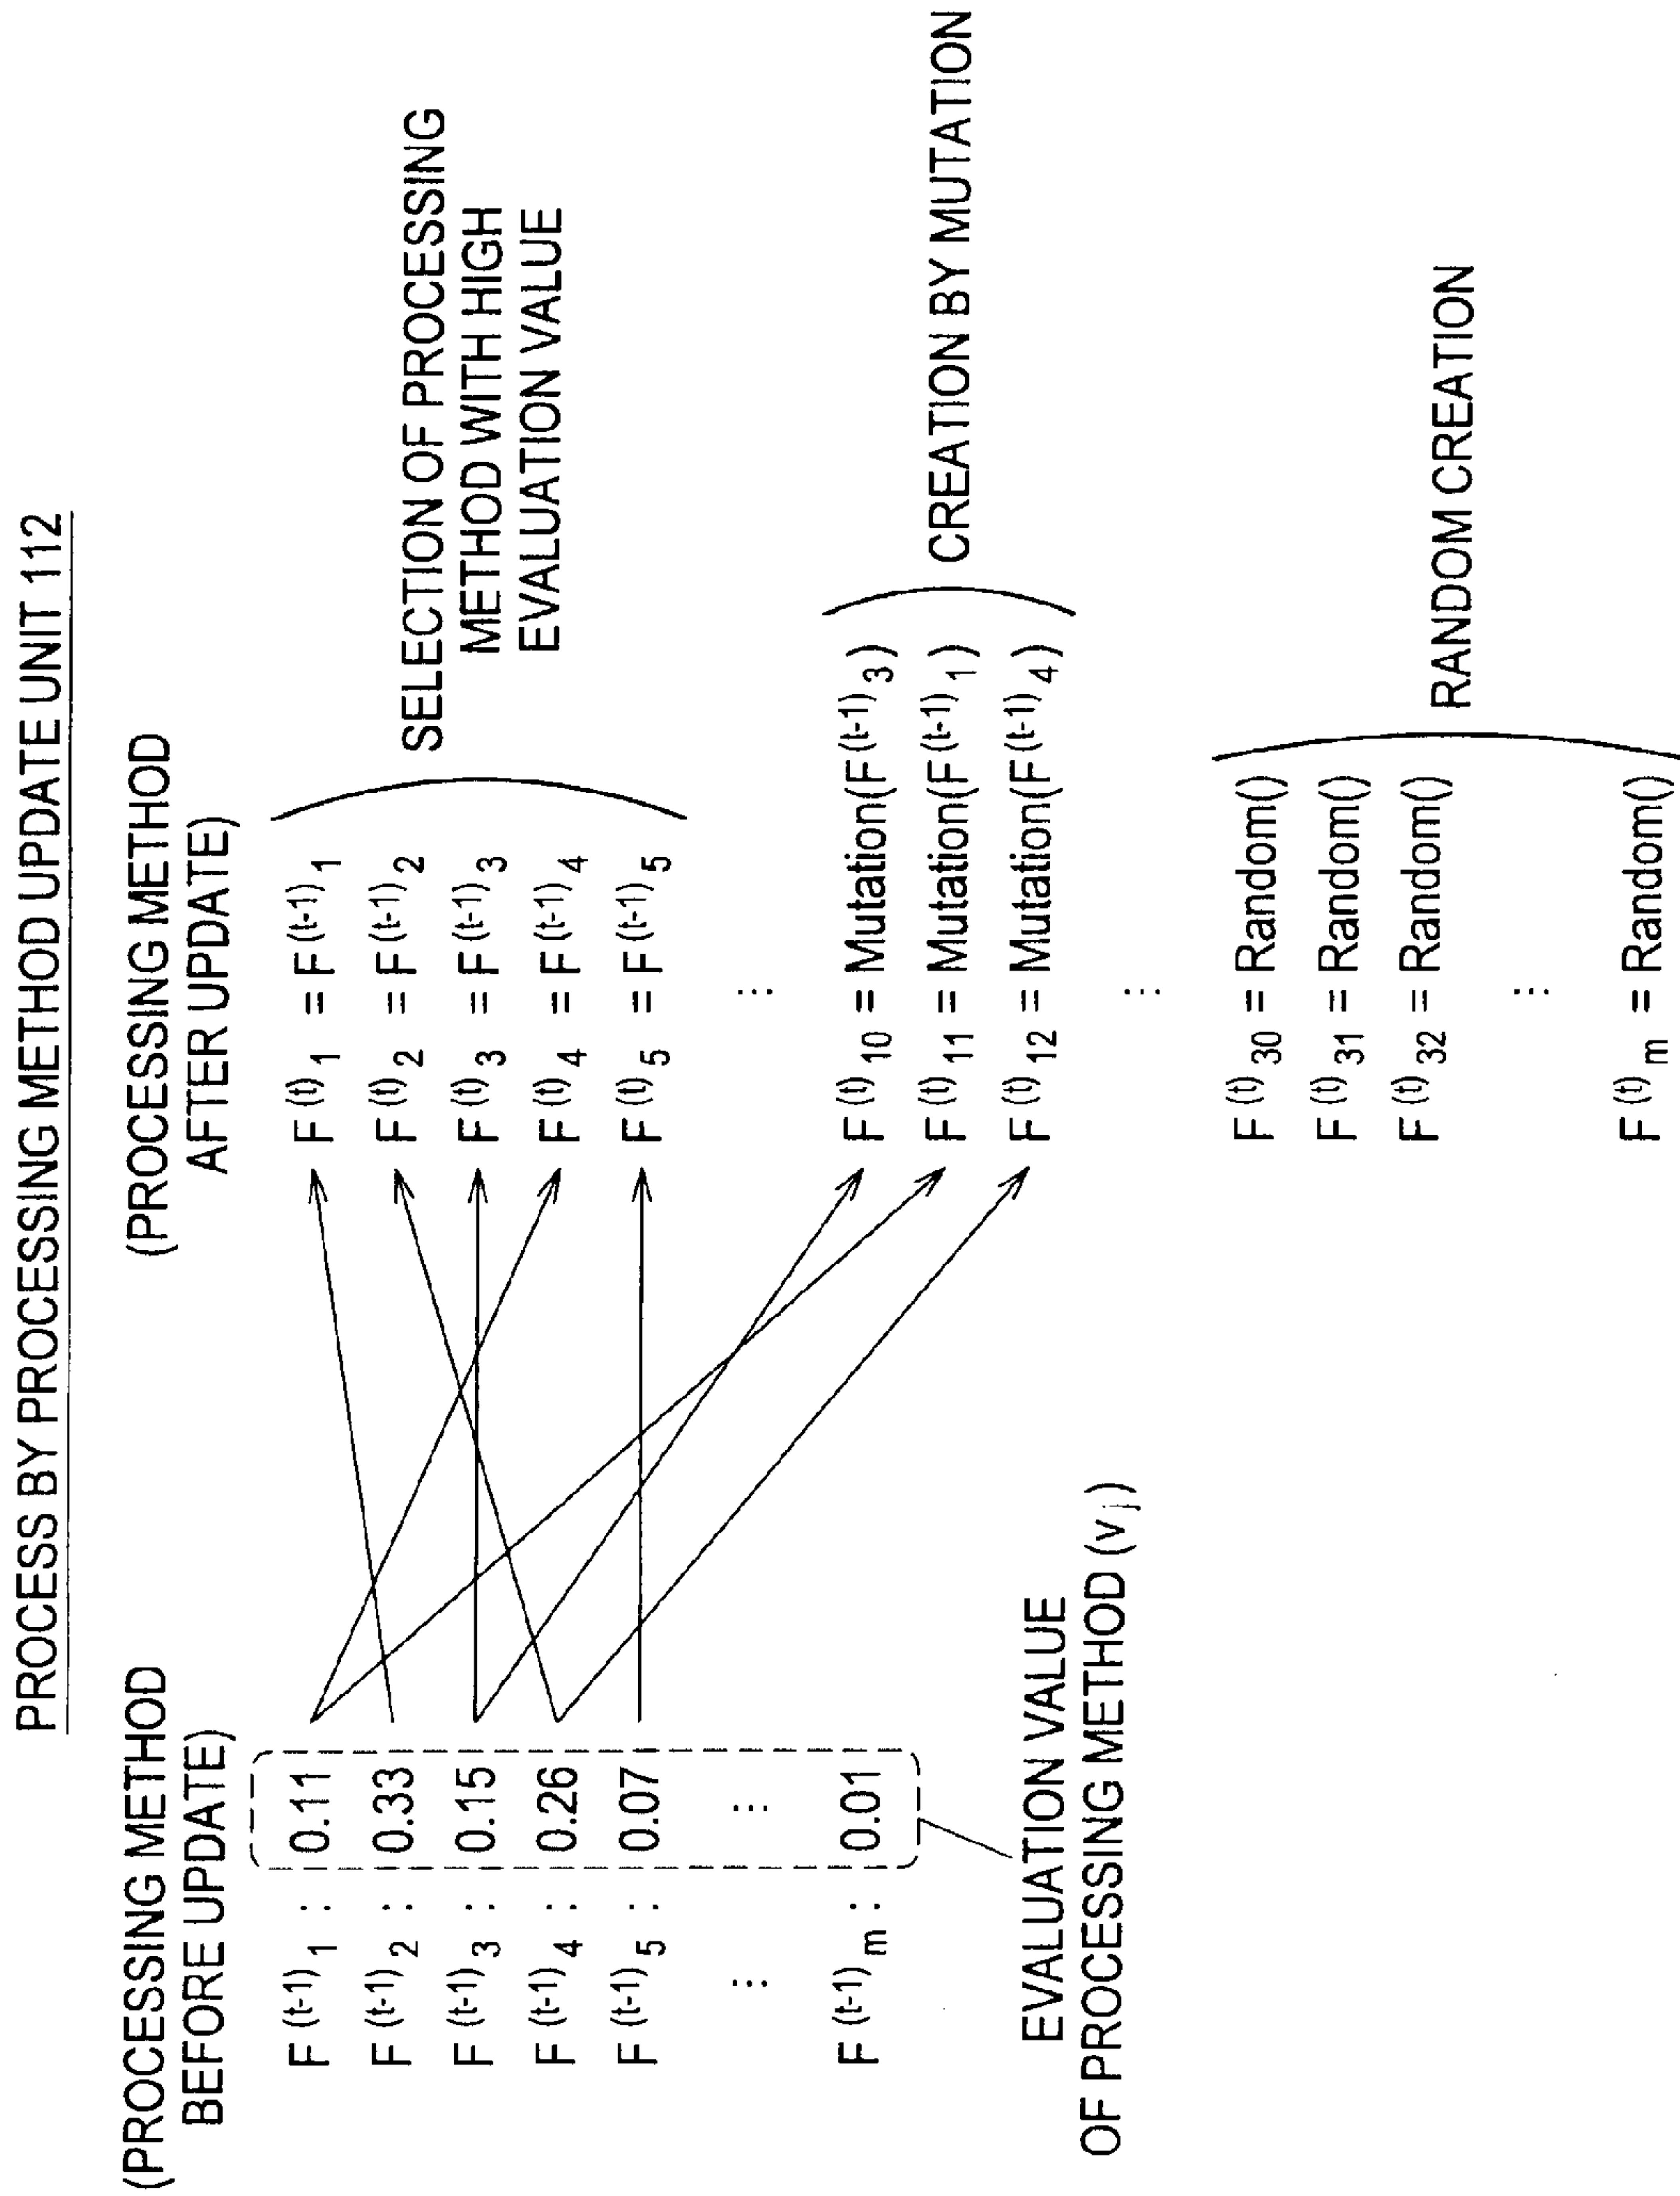 PROCESS BY PROCESSING METHOD UPDATE UNIT 112
(PROCESSING METHOD
BEFORE UPDATE)
F (t-1) 1 : 0.11
F (t-1) 2 : 0.33
F (t-1) 3 : 0.15
F (t-1) 4 : 0.26
F (t-1) 5 : 0.07
⋮ ⋮
F (t-1) m : 0.01
EVALUATION VALUE
OF PROCESSING METHOD (v j)
(PROCESSING METHOD
AFTER UPDATE)
F (t) 1 = F (t-1) 1
F (t) 2 = F (t-1) 2
F (t) 3 = F (t-1) 3
F (t) 4 = F (t-1) 4
F (t) 5 = F (t-1) 5
⋮
F (t) 10 = Mutation(F (t-1) 3 )
F (t) 11 = Mutation(F (t-1) 1 )
F (t) 12 = Mutation(F (t-1) 4 )
⋮
F (t) 30 = Random()
F (t) 31 = Random()
F (t) 32 = Random()
⋮
F (t) m = Random()
SELECTION OF PROCESSING
METHOD WITH HIGH
EVALUATION VALUE
CREATION BY MUTATION
RANDOM CREATION